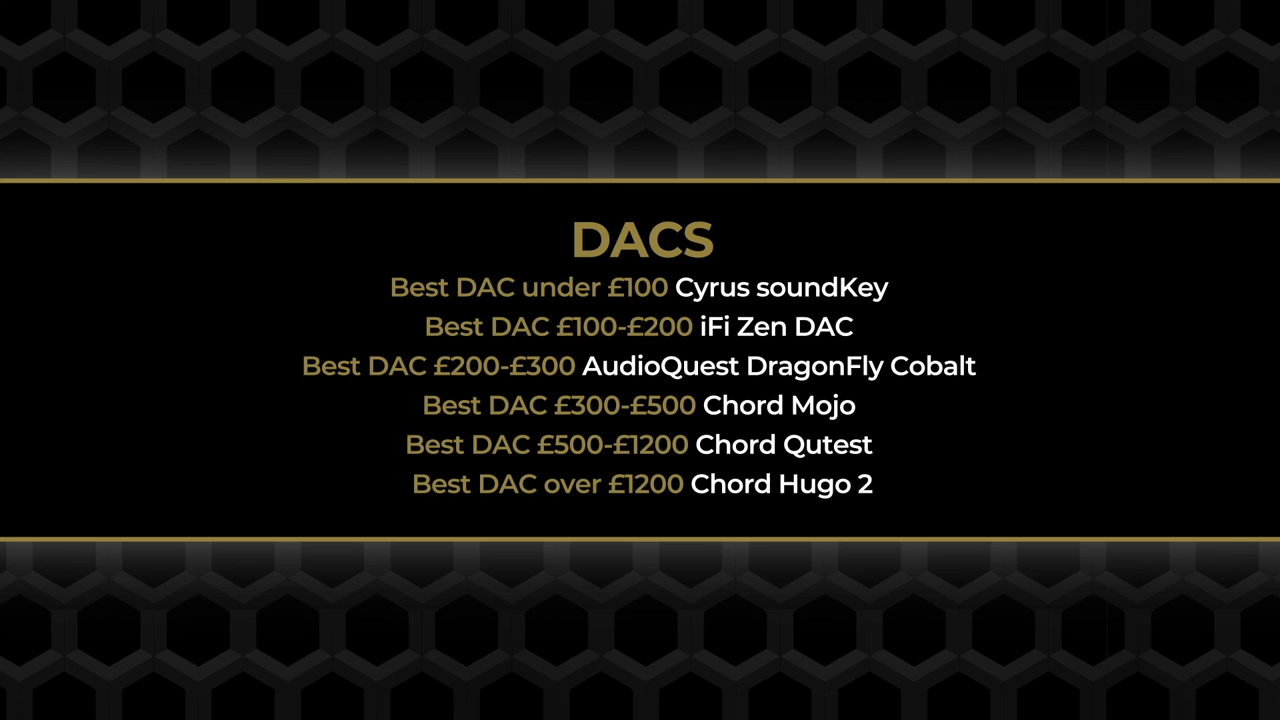 DACS
Best DAC under £100 Cyrus soundKey
Best DAC £100-£200 iFi Zen DAC
Best DAC £200-£300 AudioQuest DragonFly Cobalt
Best DAC £300-£500 Chord Mojo
Best DAC £500-£1200 Chord Qutest
Best DAC over £1200 Chord Hugo 2